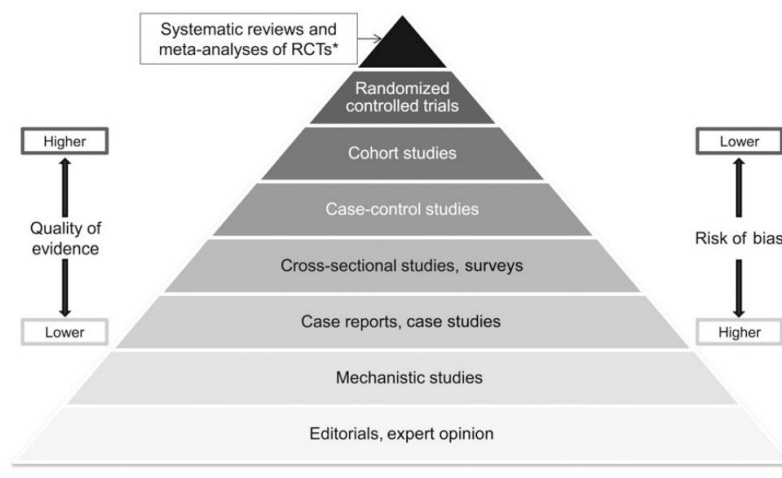 Systematic reviews and
meta-analyses of RCTs*
Randomized
controlled trials
Cohort studies
Case-control studies
Cross-sectional studies, surveys
Case reports, case studies
Mechanistic studies
Editorials, expert opinion
Higher
Quality of
evidence
Lower
Lower
Risk of bias
Higher